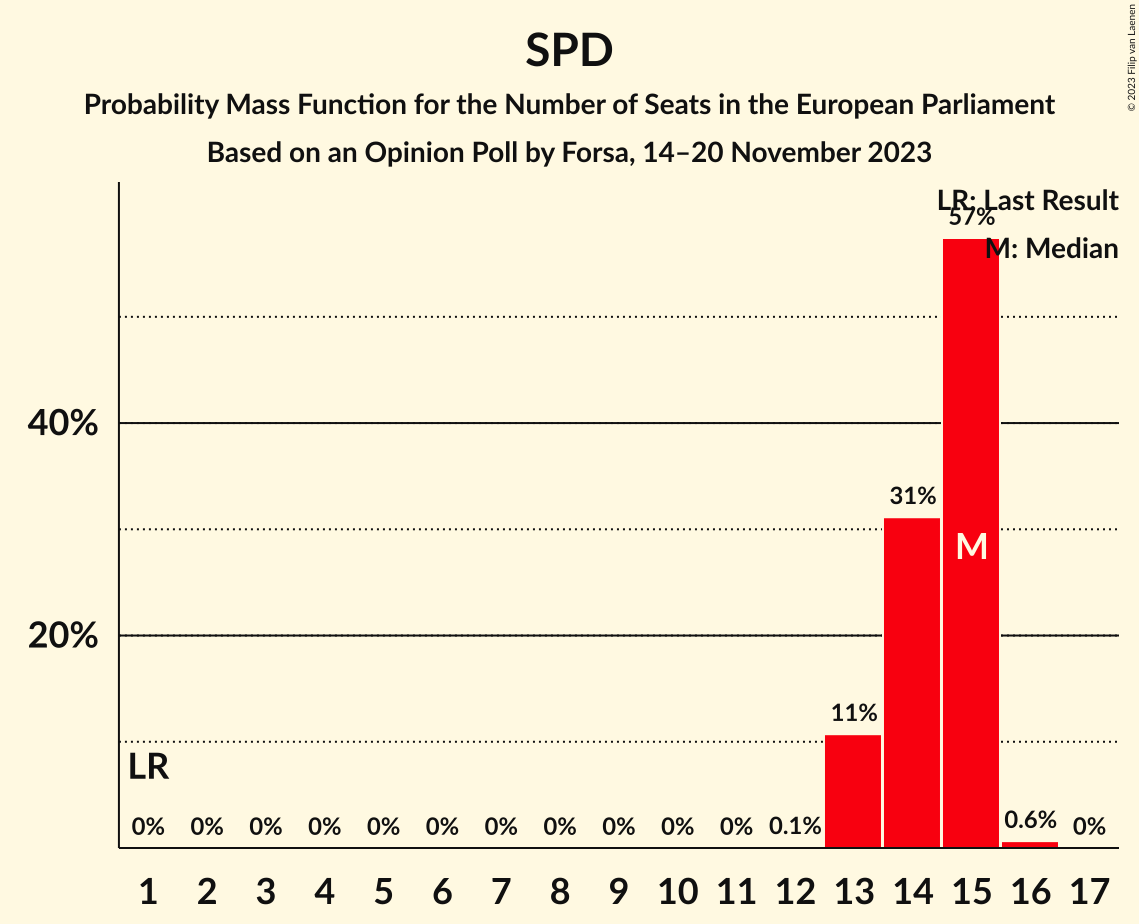 SPD
Probability Mass Function for the Number of Seats in the European Parliament
Based on an Opinion Poll by Forsa, 14–20 November 2023
© 2023 Filip van Laenen
LR: Last Result
57%
M: Median
40%
31%
M
20%
11%
LR
0% 0% 0% 0% 0% 0% 0% 0% 0% 0% 0% 0.1% 0.6% 0%
1 2 3 4 5 6 7 8 9 10 11 12 13 14 15 16 17